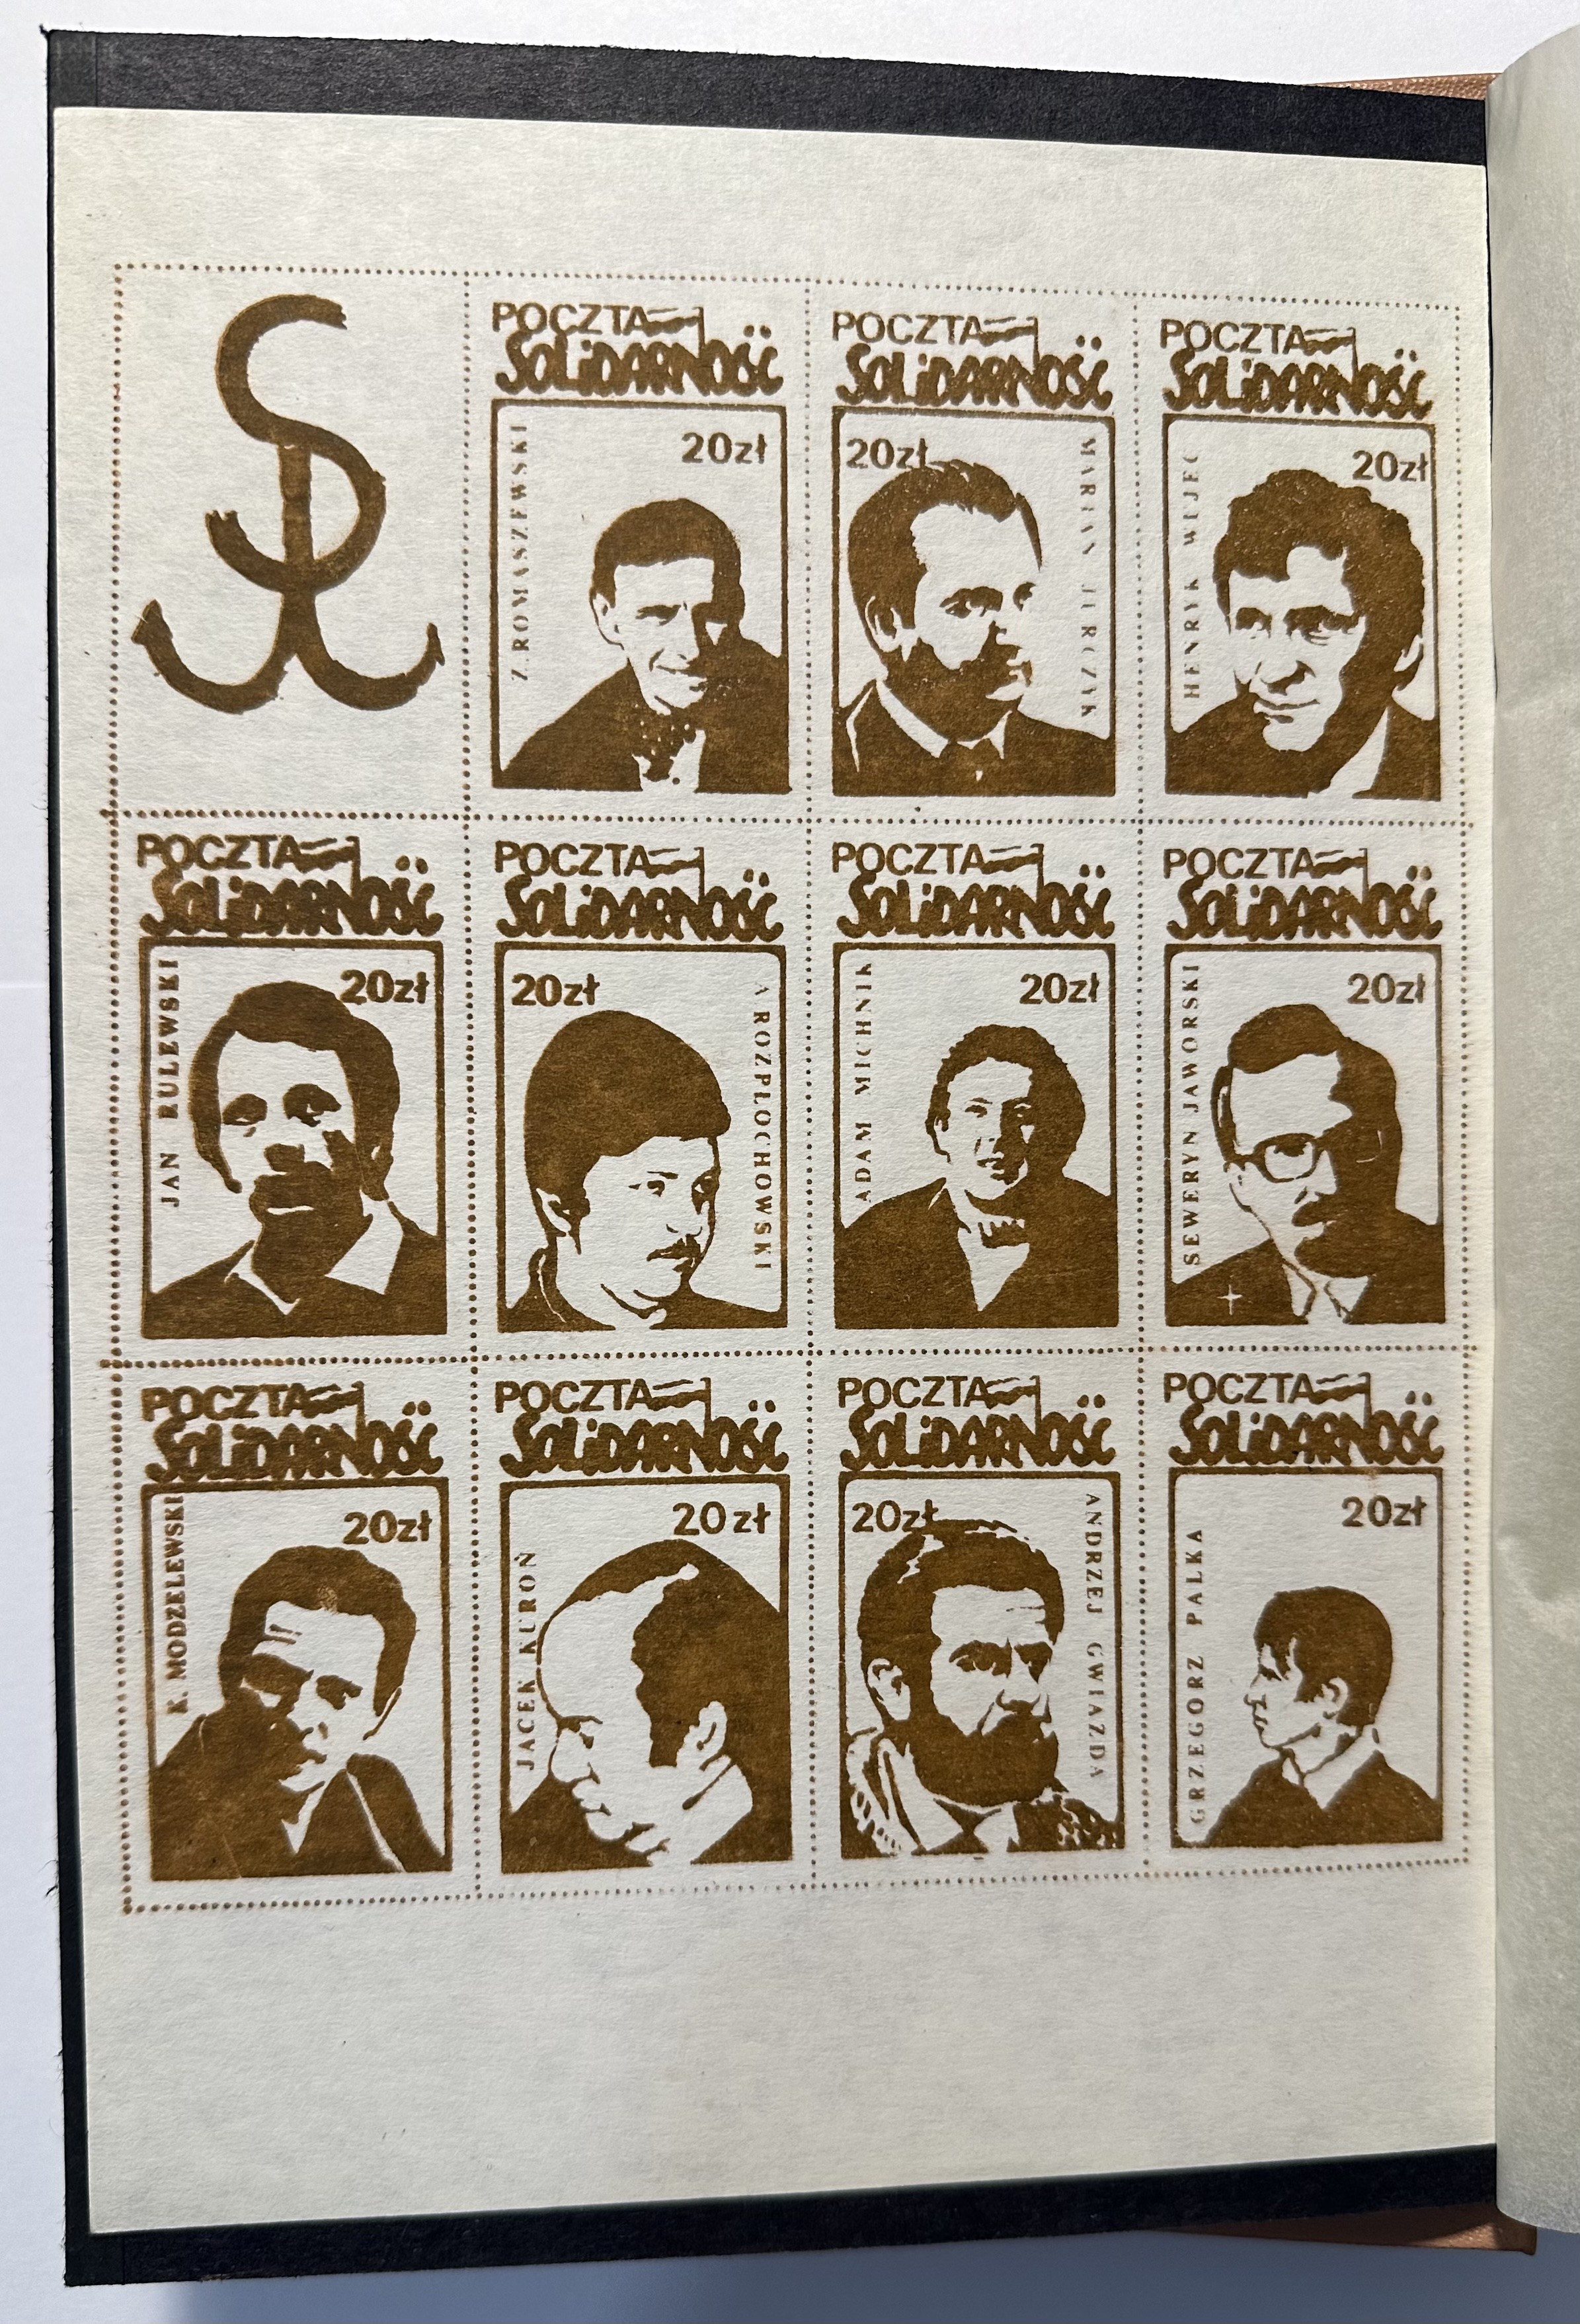 POCZTA
SOLiDARNOŚĆ
Z. ROMASZEWSKI
20zł
POCZTA
SOLiDARNOŚĆ
20zł
MARIAN JURCZYK
POCZTA
SOLiDARNOŚĆ
HENRYK WUJEC
20zł
POCZTA
SOLiDARNOŚĆ
JAN RULEWSKI
20zł
POCZTA
SOLiDARNOŚĆ
20zł
A ROZPŁOCHOWSKI
POCZTA
SOLiDARNOŚĆ
ADAM MICHNIK
20zł
POCZTA
SOLiDARNOŚĆ
SEWERYN JAWORSKI
20zł
POCZTA
SOLiDARNOŚĆ
K. MODZELEWSKI
20zł
POCZTA
SOLiDARNOŚĆ
JACEK KUROŃ
20 zł
POCZTA
SOLiDARNOŚĆ
20zł
ANDRZEJ GWIAZDA
POCZTA
SOLiDARNOŚĆ
GRZEGORZ PALKA
20zł